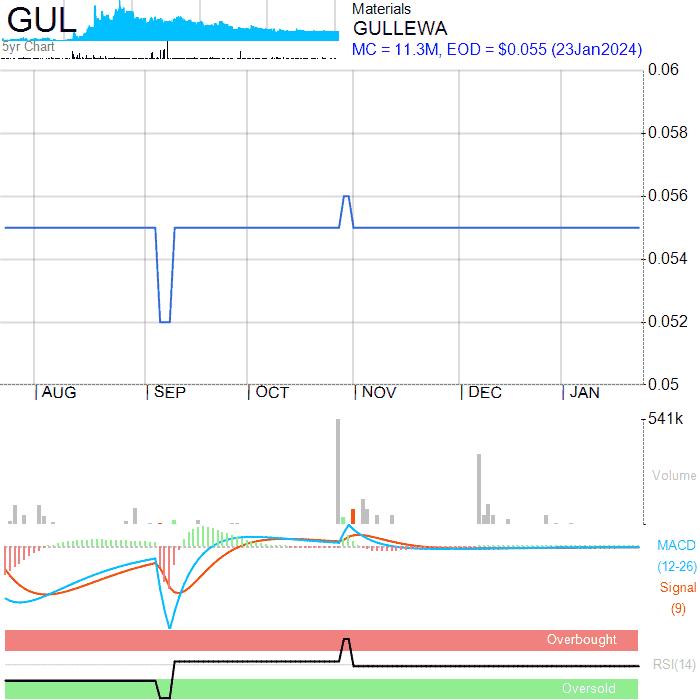 GUL
5yr Chart
Materials
GULLEWA
MC = 11.3M, EOD = $0.055 (23Jan2024)
0.06
0.058
0.056
0.054
0.052
0.05
AUG SEP OCT NOV DEC JAN
541k
Volume
MACD
(12-26)
Signal
(9)
Overbought
RSI(14)
Oversold